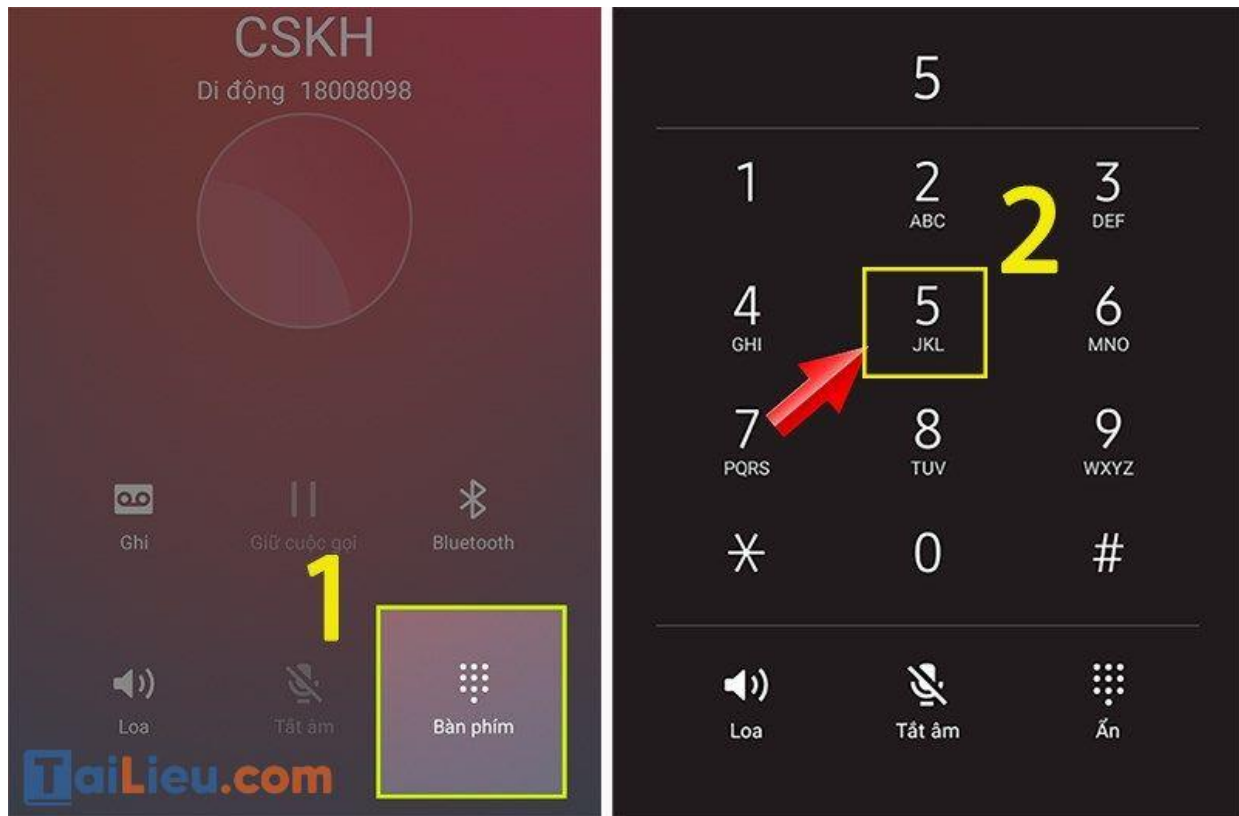 CSKH
Di động 18008098
Ghi
Giữ cuộc gọi
Bluetooth
1
Loa
Tắt âm
Bàn phím
TaiLieu.com
5
1
2
ABC
3
DEF
2
4
GHI
5
JKL
6
MNO
7
PQRS
8
TUV
9
WXYZ
*
0
#
Loa
Tắt âm
Ẩn